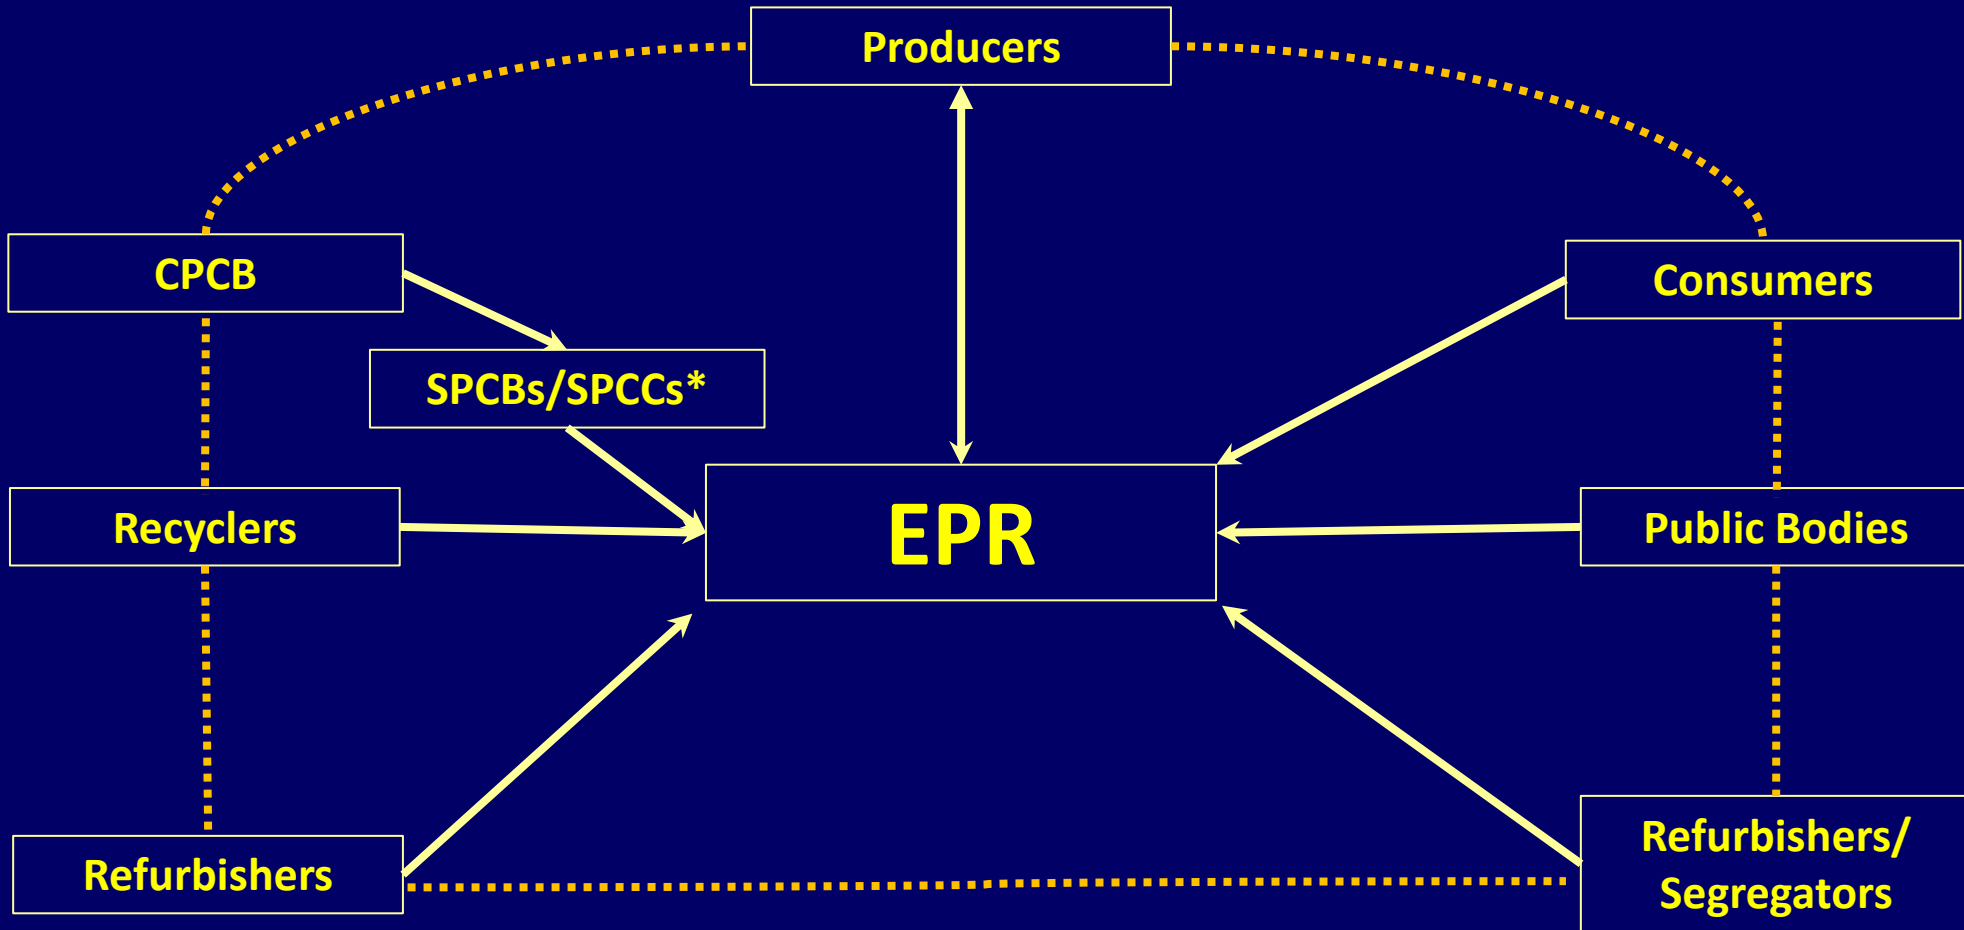 Producers
CPCB
Consumers
SPCBs/SPCCs*
Recyclers
EPR
Public Bodies
Refurbishers
Refurbishers/
Segregators